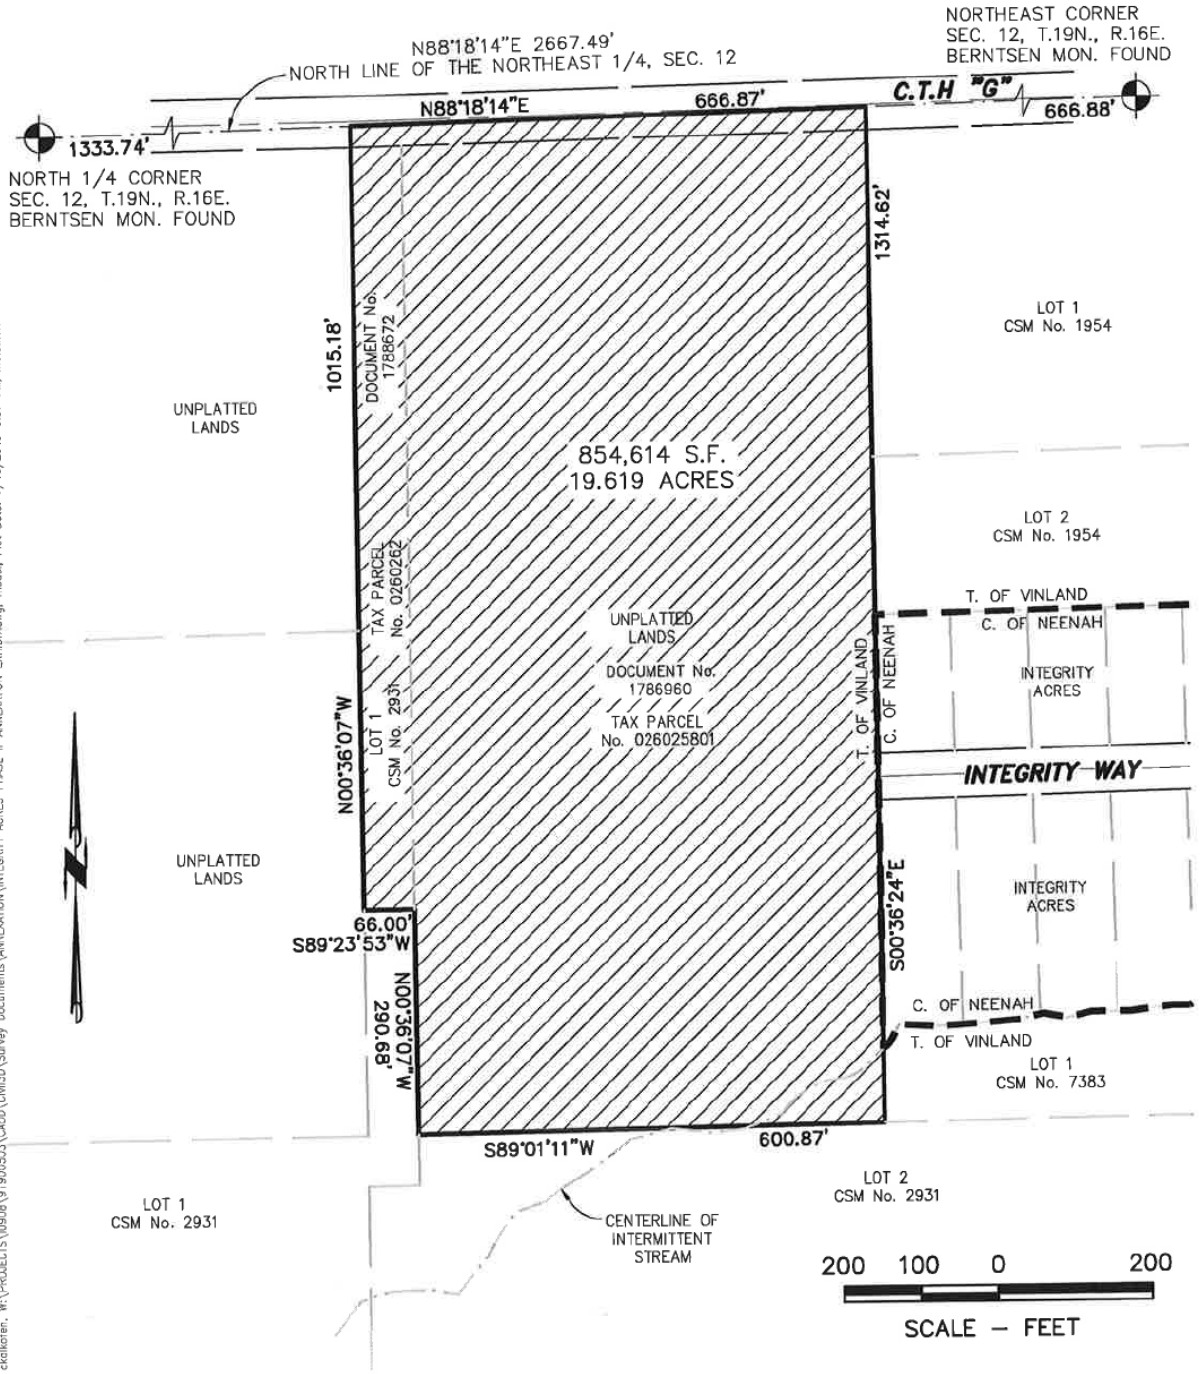 NORTHEAST CORNER
SEC. 12, T.19N., R.16E.
BERNTSEN MON. FOUND
N88°18'14"E 2667.49'
NORTH LINE OF THE NORTHEAST 1/4, SEC. 12
C.T.H "G"
N88°18'14"E
666.87'
666.88'
1333.74'
NORTH 1/4 CORNER
SEC. 12, T.19N., R.16E.
BERNTSEN MON. FOUND
1314.62'
DOCUMENT No.
1788672
1015.18'
LOT 1
CSM No. 1954
UNPLATTED
LANDS
854,614 S.F.
19.619 ACRES
LOT 2
CSM No. 1954
TAX PARCEL
No. 0260262
T. OF VINLAND
C. OF NEENAH
UNPLATTED
LANDS
DOCUMENT No.
1786960
TAX PARCEL
No. 026025801
T. OF VINLAND
C. OF NEENAH
INTEGRITY
ACRES
LOT 1
CSM No. 2931
N00°36'07"W
INTEGRITY WAY
UNPLATTED
LANDS
INTEGRITY
ACRES
S00°36'24"E
66.00'
S89°23'53"W
N00°36'07"W
290.68'
C. OF NEENAH
T. OF VINLAND
LOT 1
CSM No. 7383
S89°01'11"W
600.87'
LOT 2
CSM No. 2931
LOT 1
CSM No. 2931
CENTERLINE OF
INTERMITTENT
STREAM
200 100 0 200
SCALE – FEET